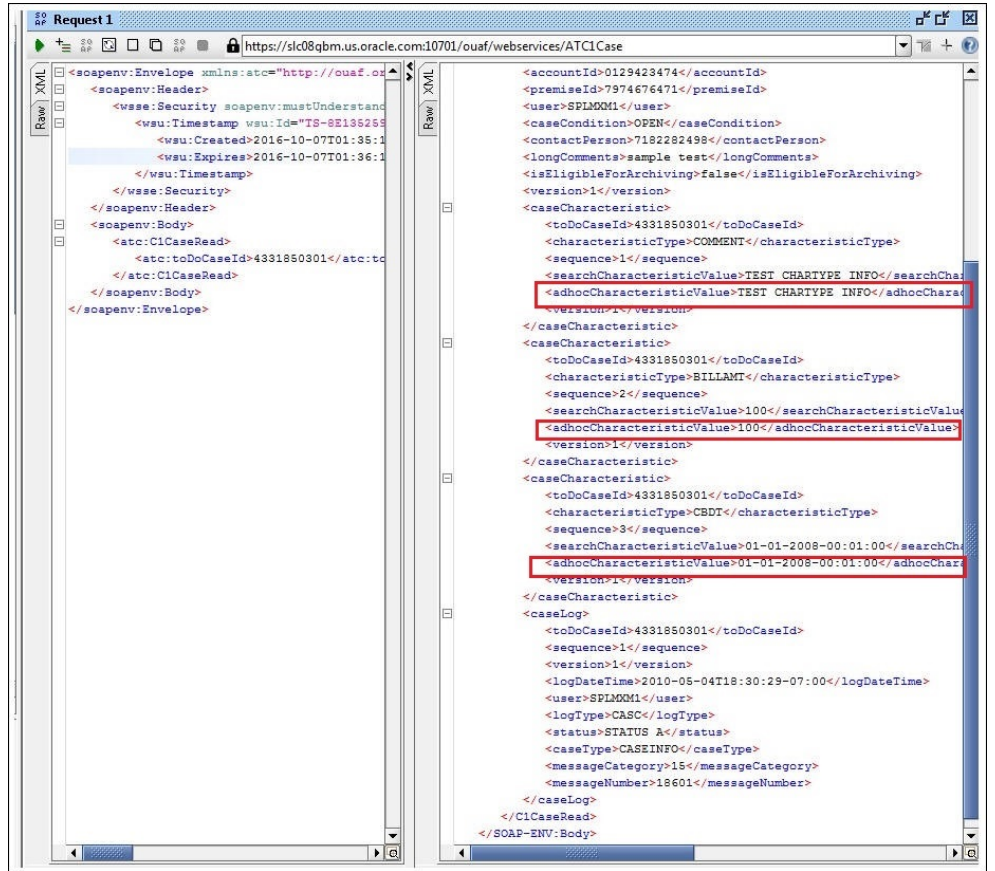 Request 1
https://slc08qbm.us.oracle.com:10701/ouaf/webservices/ATC1Case
XML
Raw
<soapenv:Envelope xmlns:atc="http://ouaf.or
<soapenv:Header>
<wsse:Security soapenv:mustUnderstand
<wsu:Timestamp wsu:Id="TS-8E135259
<wsu:Created>2016-10-07T01:35:1
<wsu:Expires>2016-10-07T01:36:1
</wsu:Timestamp>
</wsse:Security>
</soapenv:Header>
<soapenv:Body>
<atc:C1CaseRead>
<atc:toDoCaseId>4331850301</atc:to
</atc:C1CaseRead>
</soapenv:Body>
</soapenv:Envelope>
XML
Raw
<accountId>0129423474</accountId>
<premiseId>7974676471</premiseId>
<user>SPLMXM1</user>
<caseCondition>OPEN</caseCondition>
<contactPerson>7182282498</contactPerson>
<longComments>sample test</longComments>
<isEligibleForArchiving>false</isEligibleForArchiving>
<version>1</version>
<caseCharacteristic>
<toDoCaseId>4331850301</toDoCaseId>
<characteristicType>COMMENT</characteristicType>
<sequence>1</sequence>
<searchCharacteristicValue>TEST CHARTYPE INFO</searchChar
<adhocCharacteristicValue>TEST CHARTYPE INFO</adhocCharac
<version>1</version>
</caseCharacteristic>
<caseCharacteristic>
<toDoCaseId>4331850301</toDoCaseId>
<characteristicType>BILLAMT</characteristicType>
<sequence>2</sequence>
<searchCharacteristicValue>100</searchCharacteristicValue
<adhocCharacteristicValue>100</adhocCharacteristicValue>
<version>1</version>
</caseCharacteristic>
<caseCharacteristic>
<toDoCaseId>4331850301</toDoCaseId>
<characteristicType>CBDT</characteristicType>
<sequence>3</sequence>
<searchCharacteristicValue>01-01-2008-00:01:00</searchCha
<adhocCharacteristicValue>01-01-2008-00:01:00</adhocChara
<version>1</version>
</caseCharacteristic>
<caseLog>
<toDoCaseId>4331850301</toDoCaseId>
<sequence>1</sequence>
<version>1</version>
<logDateTime>2010-05-04T18:30:29-07:00</logDateTime>
<user>SPLMXM1</user>
<logType>CASC</logType>
<status>STATUS A</status>
<caseType>CASEINFO</caseType>
<messageCategory>15</messageCategory>
<messageNumber>18601</messageNumber>
</caseLog>
</C1CaseRead>
</SOAP-ENV:Body>